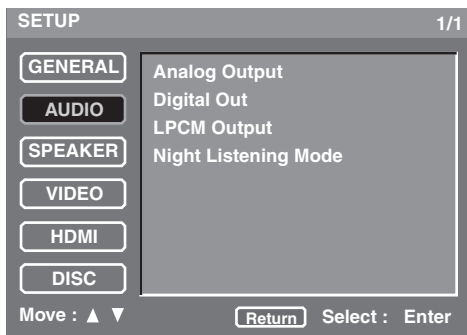 SETUP 1/1
GENERAL
AUDIO
SPEAKER
VIDEO
HDMI
DISC
Analog Output
Digital Out
LPCM Output
Night Listening Mode
Move : ▲ ▼ Return Select : Enter